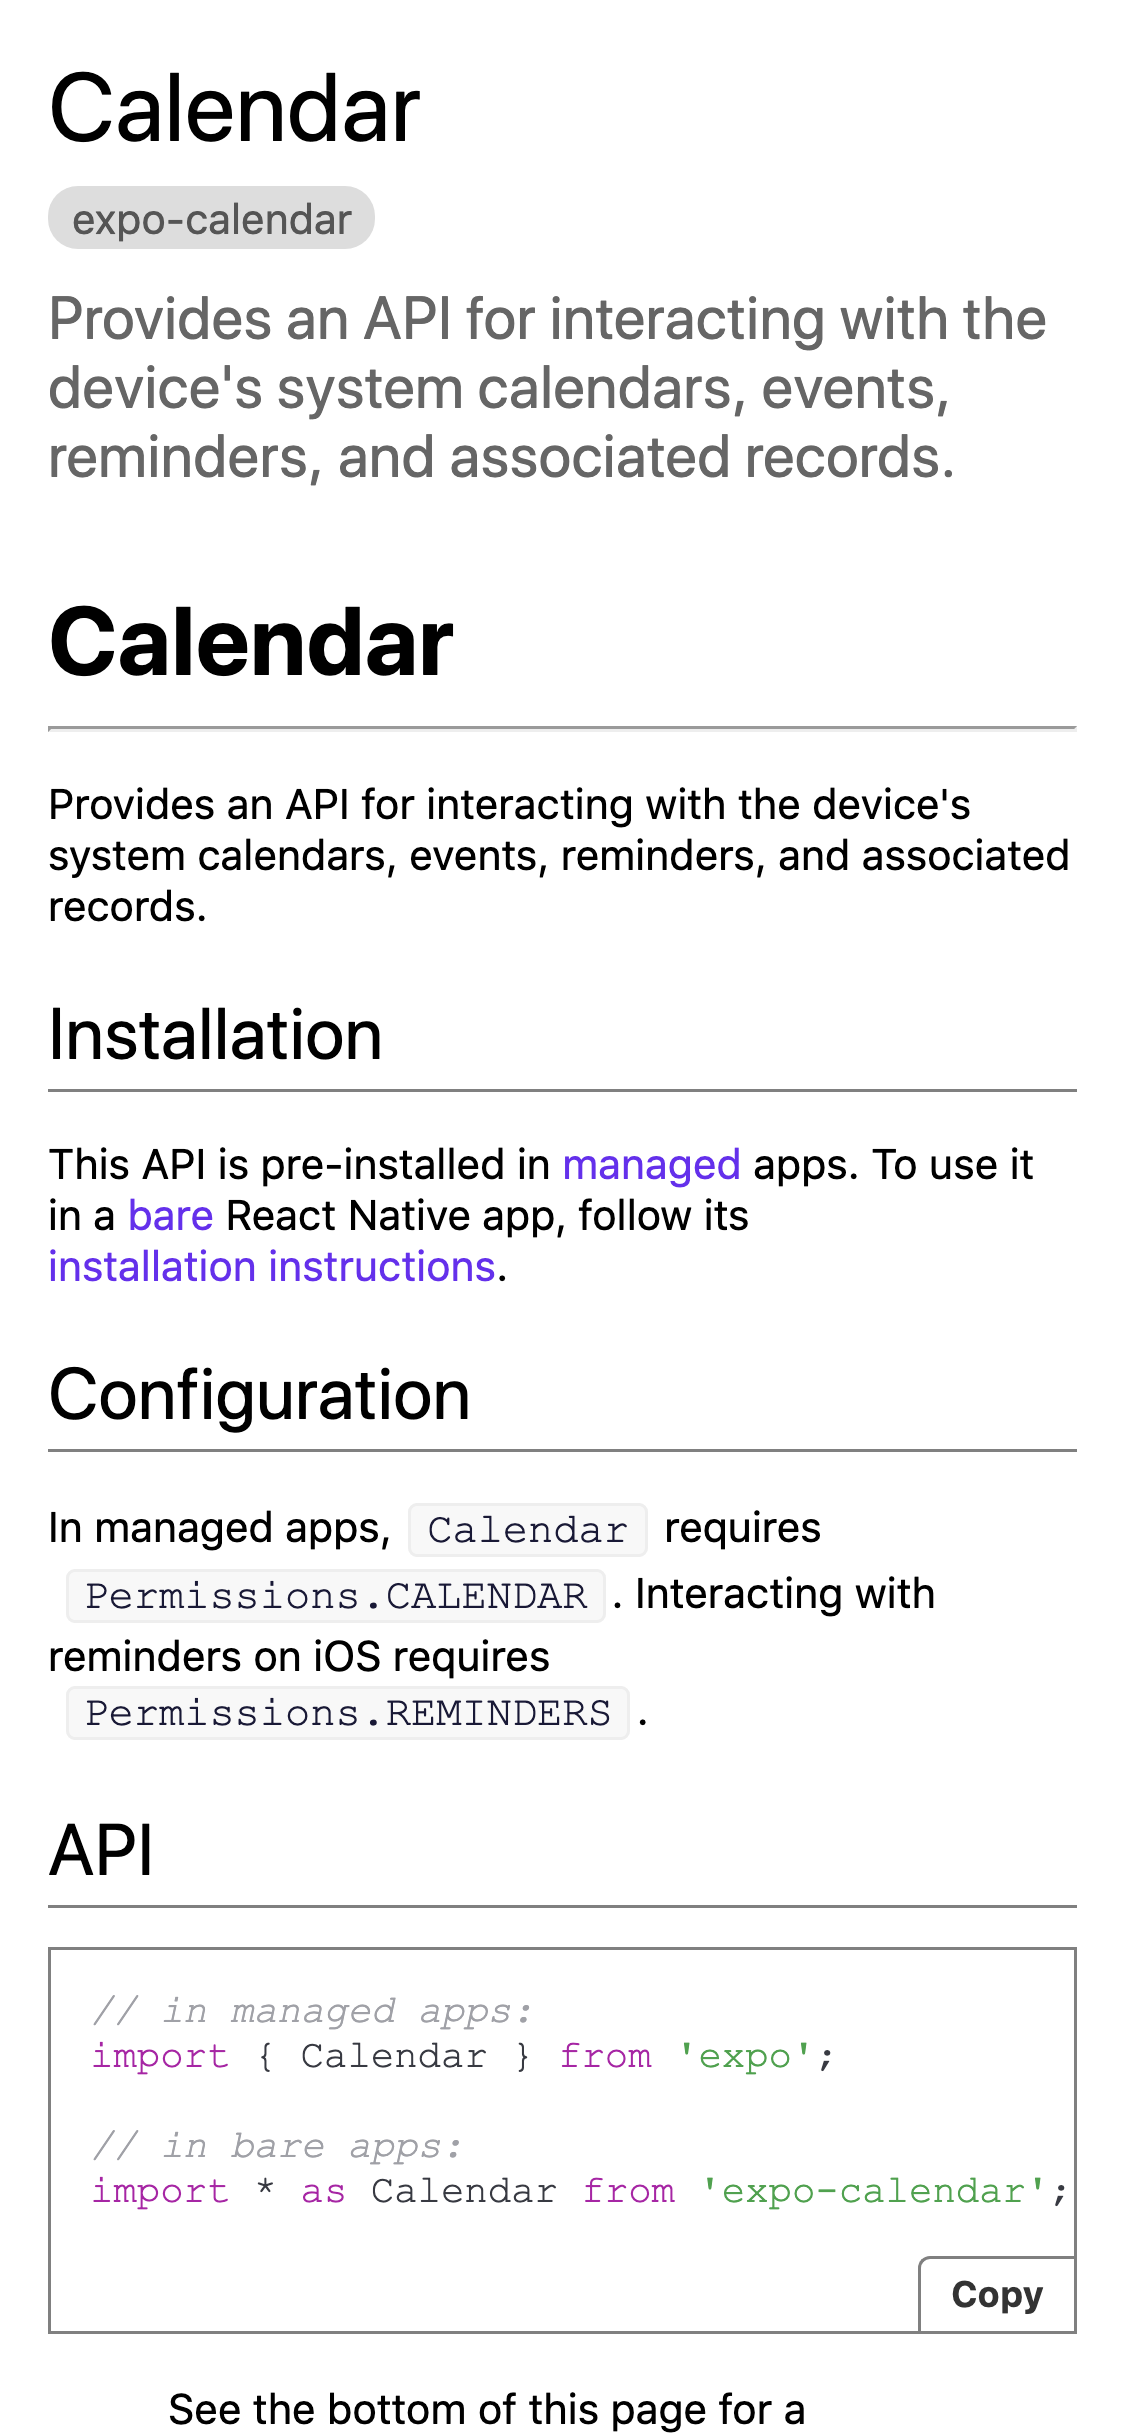 Calendar
expo-calendar
Provides an API for interacting with the
device's system calendars, events,
reminders, and associated records.
Calendar
Provides an API for interacting with the device's
system calendars, events, reminders, and associated
records.
Installation
This API is pre-installed in managed apps. To use it
in a bare React Native app, follow its
installation instructions.
Configuration
In managed apps, Calendar requires
Permissions.CALENDAR. Interacting with
reminders on iOS requires
Permissions.REMINDERS.
API
// in managed apps:
import { Calendar } from 'expo';
// in bare apps:
import * as Calendar from 'expo-calendar';
Copy
See the bottom of this page for a